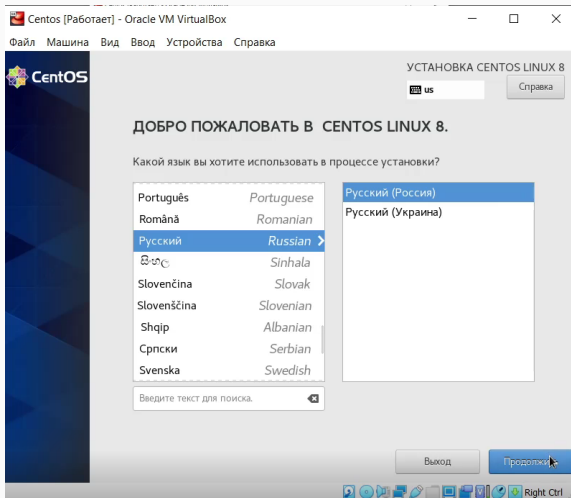 Centos [Работает] - Oracle VM VirtualBox
Файл Машина Вид Ввод Устройства Справка
CentOS
УСТАНОВКА CENTOS LINUX 8
us
Справка
ДОБРО ПОЖАЛОВАТЬ В CENTOS LINUX 8.
Какой язык вы хотите использовать в процессе установки?
Português Portuguese
Română Romanian
Русский Russian
සිංහල Sinhala
Slovenčina Slovak
Slovenščina Slovenian
Shqip Albanian
Српски Serbian
Svenska Swedish
Русский (Россия)
Русский (Украина)
Введите текст для поиска.
Выход
Продолжить
Right Ctrl